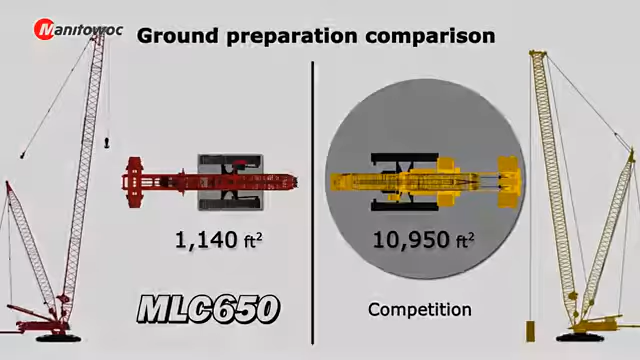 Manitowoc
Ground preparation comparison
1,140 ft²
10,950 ft²
MLC650
Competition